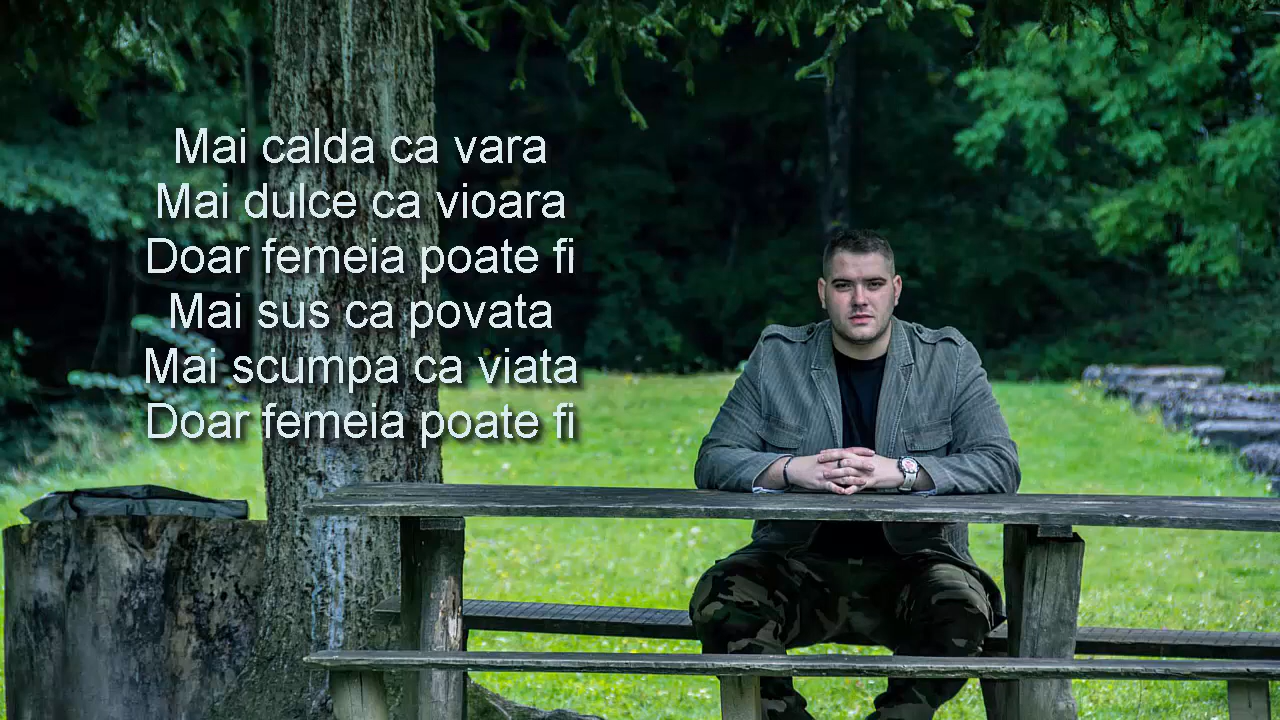 Mai calda ca vara
Mai dulce ca vioara
Doar femeia poate fi
Mai sus ca povata
Mai scumpa ca viata
Doar femeia poate fi